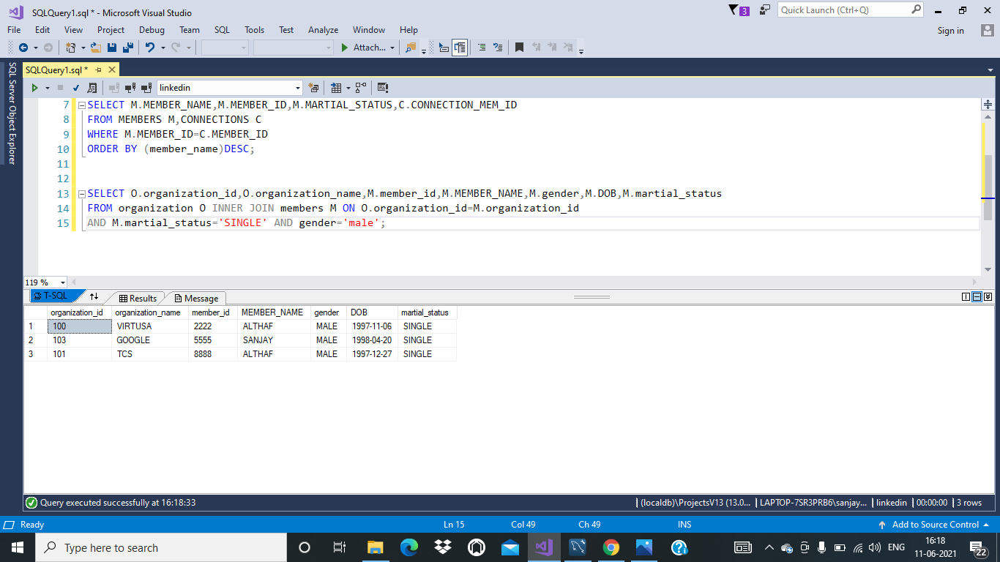 SQLQuery1.sql * - Microsoft Visual Studio
3
Quick Launch (Ctrl+Q)
File Edit View Project Debug Team SQL Tools Test Analyze Window Help
Sign in
Attach...
SQL Server Object Explorer
SQLQuery1.sql *
linkedin
7 SELECT M.MEMBER_NAME,M.MEMBER_ID,M.MARTIAL_STATUS,C.CONNECTION_MEM_ID
8 FROM MEMBERS M,CONNECTIONS C
9 WHERE M.MEMBER_ID=C.MEMBER_ID
10 ORDER BY (member_name)DESC;
11
12
13 SELECT O.organization_id,O.organization_name,M.member_id,M.MEMBER_NAME,M.gender,M.DOB,M.martial_status
14 FROM organization O INNER JOIN members M ON O.organization_id=M.organization_id
15 AND M.martial_status='SINGLE' AND gender='male';
119 %
T-SQL Results Message
organization_id organization_name member_id MEMBER_NAME gender DOB martial_status
1 100 VIRTUSA 2222 ALTHAF MALE 1997-11-06 SINGLE
2 103 GOOGLE 5555 SANJAY MALE 1998-04-20 SINGLE
3 101 TCS 8888 ALTHAF MALE 1997-12-27 SINGLE
Query executed successfully at 16:18:33
(localdb)\ProjectsV13 (13.0... LAPTOP-7SR3PRB6\sanjay... linkedin 00:00:00 3 rows
Ready Ln 15 Col 49 Ch 49 INS Add to Source Control
Type here to search
ENG
16:18
11-06-2021
22